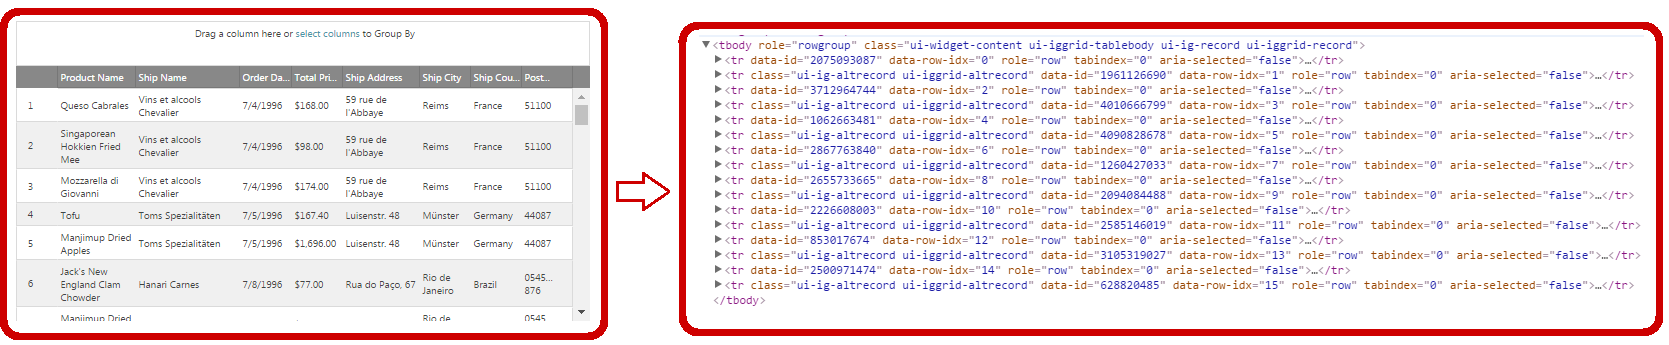 Drag a column here or select columns to Group By
Product Name Ship Name Order Da... Total Pri... Ship Address Ship City Ship Cou... Post...
1 Queso Cabrales Vins et alcools Chevalier 7/4/1996 $168.00 59 rue de l'Abbaye Reims France 51100
2 Singaporean Hokkien Fried Mee Vins et alcools Chevalier 7/4/1996 $98.00 59 rue de l'Abbaye Reims France 51100
3 Mozzarella di Giovanni Vins et alcools Chevalier 7/4/1996 $174.00 59 rue de l'Abbaye Reims France 51100
4 Tofu Toms Spezialitäten 7/5/1996 $167.40 Luisenstr. 48 Münster Germany 44087
5 Manjimup Dried Apples Toms Spezialitäten 7/5/1996 $1,696.00 Luisenstr. 48 Münster Germany 44087
6 Jack's New England Clam Chowder Hanari Carnes 7/8/1996 $77.00 Rua do Paço, 67 Rio de Janeiro Brazil 0545... 876
Manjimup Dried Rio de 0545
▼<tbody role="rowgroup" class="ui-widget-content ui-iggrid-tablebody ui-ig-record ui-iggrid-record">
▶<tr data-id="2075093087" data-row-idx="0" role="row" tabindex="0" aria-selected="false">…</tr>
▶<tr class="ui-ig-altrecord ui-iggrid-altrecord" data-id="1961126690" data-row-idx="1" role="row" tabindex="0" aria-selected="false">…</tr>
▶<tr data-id="3712964744" data-row-idx="2" role="row" tabindex="0" aria-selected="false">…</tr>
▶<tr class="ui-ig-altrecord ui-iggrid-altrecord" data-id="4010666799" data-row-idx="3" role="row" tabindex="0" aria-selected="false">…</tr>
▶<tr data-id="1062663481" data-row-idx="4" role="row" tabindex="0" aria-selected="false">…</tr>
▶<tr class="ui-ig-altrecord ui-iggrid-altrecord" data-id="4090828678" data-row-idx="5" role="row" tabindex="0" aria-selected="false">…</tr>
▶<tr data-id="2867763840" data-row-idx="6" role="row" tabindex="0" aria-selected="false">…</tr>
▶<tr class="ui-ig-altrecord ui-iggrid-altrecord" data-id="1260427033" data-row-idx="7" role="row" tabindex="0" aria-selected="false">…</tr>
▶<tr data-id="2655733665" data-row-idx="8" role="row" tabindex="0" aria-selected="false">…</tr>
▶<tr class="ui-ig-altrecord ui-iggrid-altrecord" data-id="2094084488" data-row-idx="9" role="row" tabindex="0" aria-selected="false">…</tr>
▶<tr data-id="2226608003" data-row-idx="10" role="row" tabindex="0" aria-selected="false">…</tr>
▶<tr class="ui-ig-altrecord ui-iggrid-altrecord" data-id="2585146019" data-row-idx="11" role="row" tabindex="0" aria-selected="false">…</tr>
▶<tr data-id="853017674" data-row-idx="12" role="row" tabindex="0" aria-selected="false">…</tr>
▶<tr class="ui-ig-altrecord ui-iggrid-altrecord" data-id="3105319027" data-row-idx="13" role="row" tabindex="0" aria-selected="false">…</tr>
▶<tr data-id="2500971474" data-row-idx="14" role="row" tabindex="0" aria-selected="false">…</tr>
▶<tr class="ui-ig-altrecord ui-iggrid-altrecord" data-id="628820485" data-row-idx="15" role="row" tabindex="0" aria-selected="false">…</tr>
</tbody>